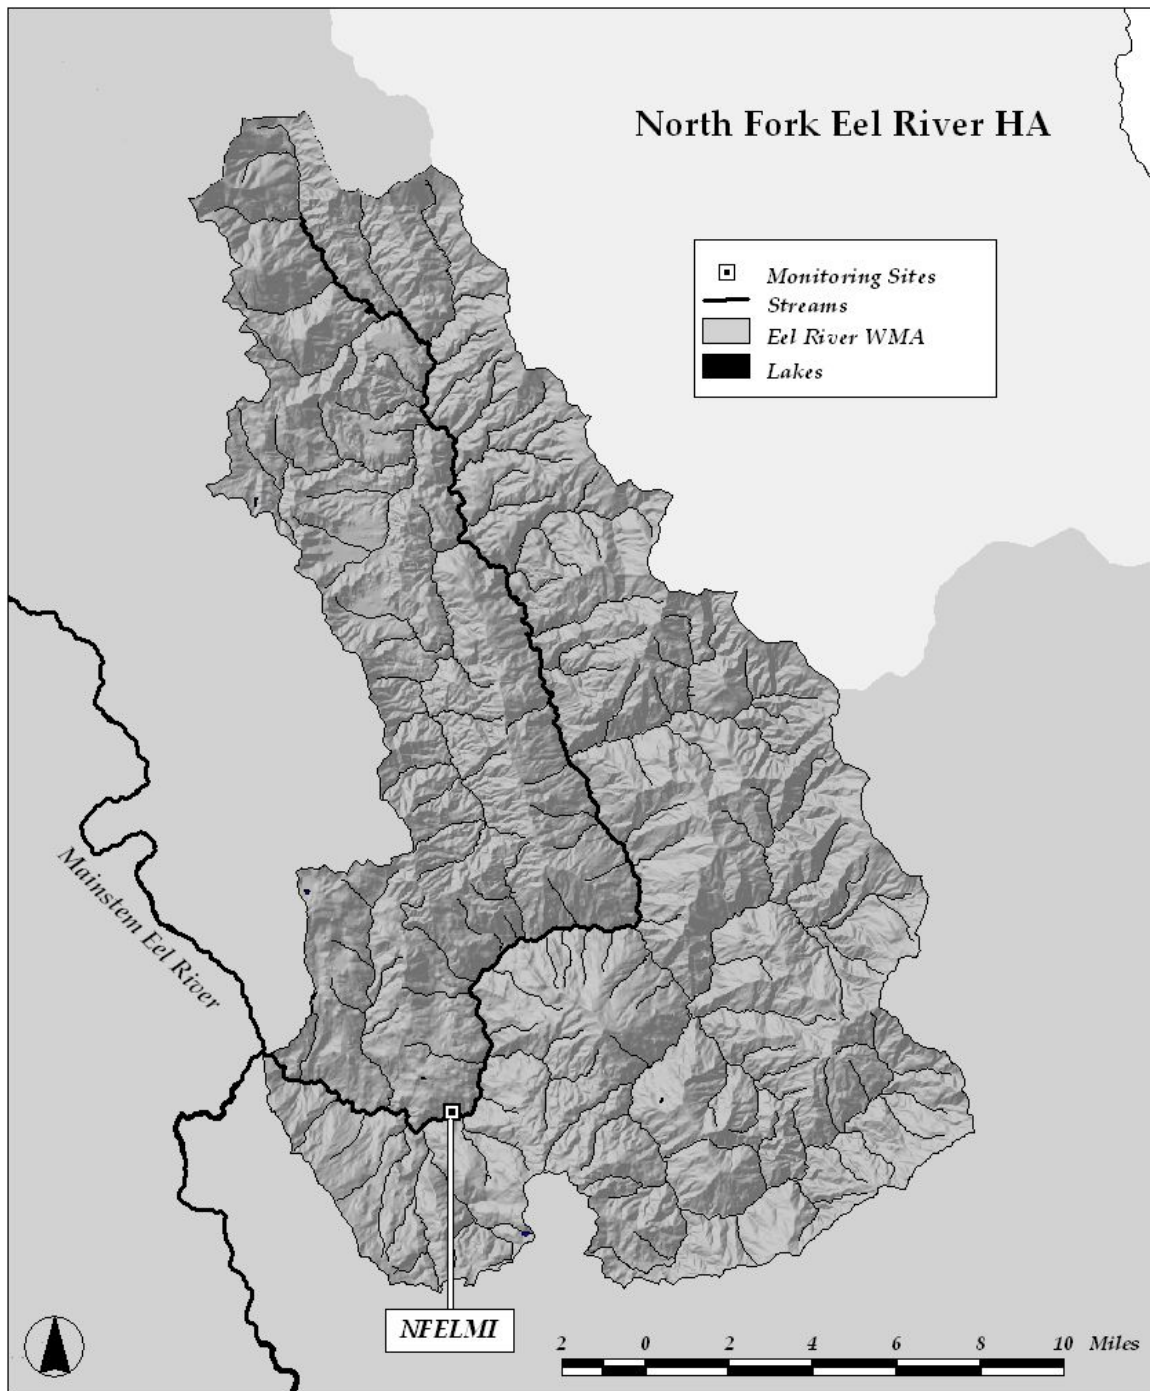 North Fork Eel River HA
Monitoring Sites
Streams
Eel River WMA
Lakes
Mainstem Eel River
NFELMI
2 0 2 4 6 8 10 Miles